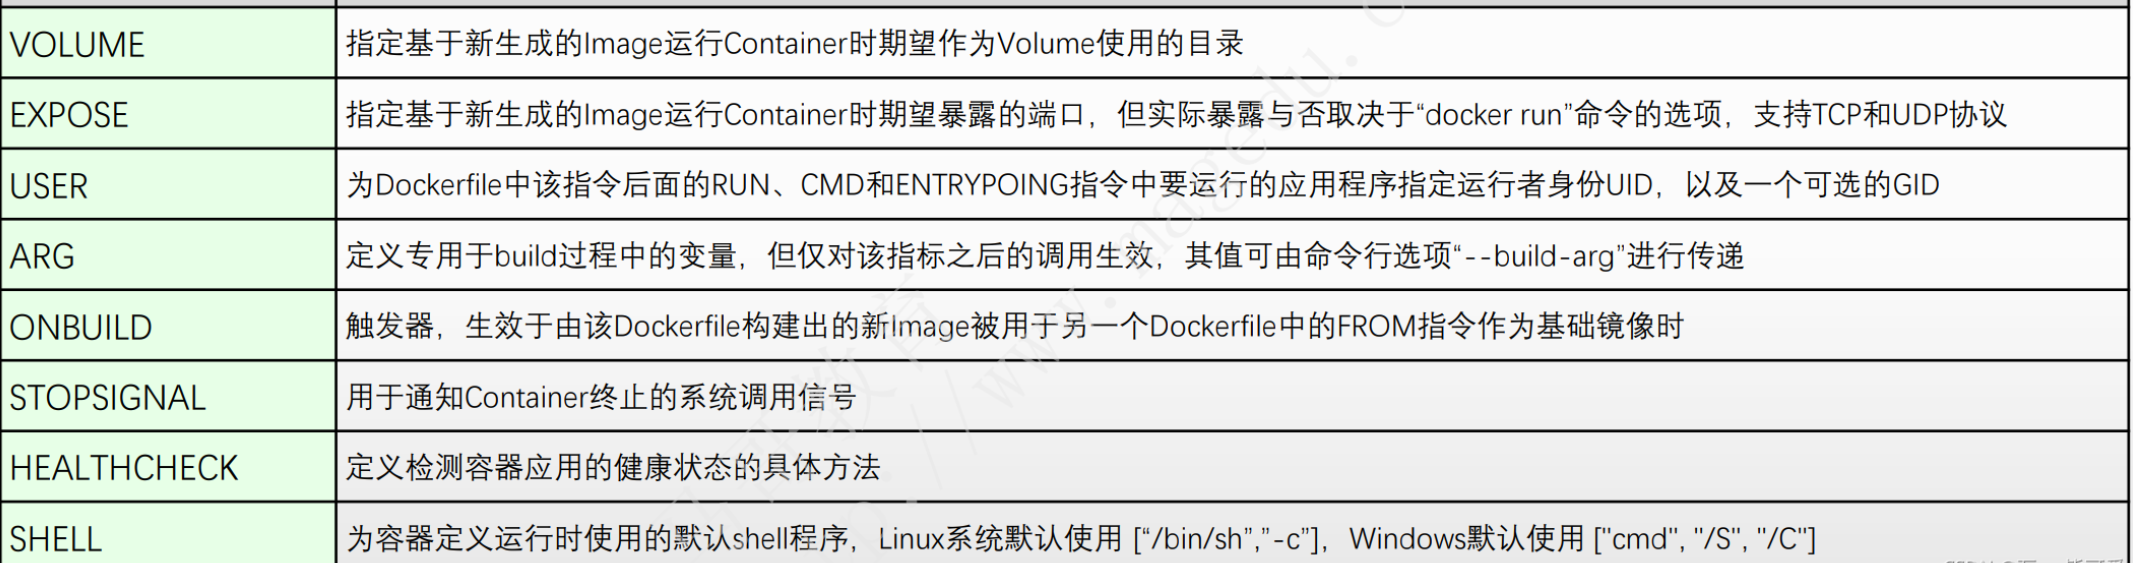 VOLUME 指定基于新生成的Image运行Container时期望作为Volume使用的目录
EXPOSE 指定基于新生成的Image运行Container时期望暴露的端口，但实际暴露与否取决于“docker run”命令的选项，支持TCP和UDP协议
USER 为Dockerfile中该指令后面的RUN、CMD和ENTRYPOING指令中要运行的应用程序指定运行者身份UID，以及一个可选的GID
ARG 定义专用于build过程中的变量，但仅对该指标之后的调用生效，其值可由命令行选项“--build-arg”进行传递
ONBUILD 触发器，生效于由该Dockerfile构建出的新Image被用于另一个Dockerfile中的FROM指令作为基础镜像时
STOPSIGNAL 用于通知Container终止的系统调用信号
HEALTHCHECK 定义检测容器应用的健康状态的具体方法
SHELL 为容器定义运行时使用的默认shell程序，Linux系统默认使用 [“/bin/sh”,”-c”]，Windows默认使用 ["cmd", "/S", "/C"]